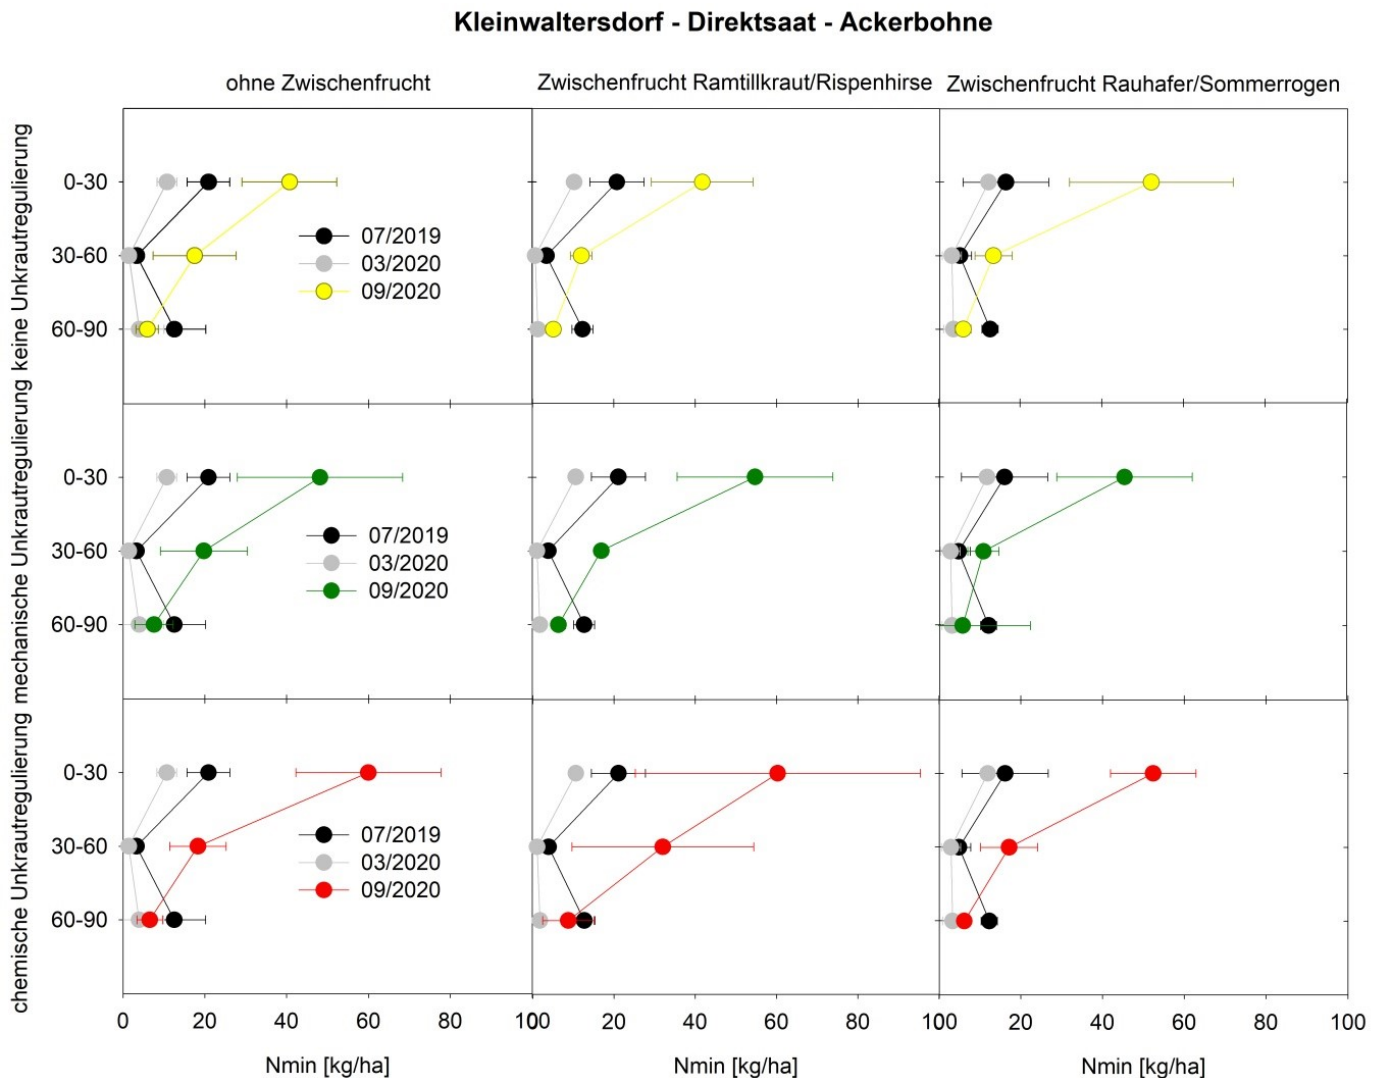 Kleinwaltersdorf - Direktsaat - Ackerbohne
ohne Zwischenfrucht
Zwischenfrucht Ramtillkraut/Rispenhirse
Zwischenfrucht Rauhafer/Sommerrogen
keine Unkrautregulierung
0-30
30-60
60-90
07/2019
03/2020
09/2020
mechanische Unkrautregulierung
0-30
30-60
60-90
07/2019
03/2020
09/2020
chemische Unkrautregulierung
0-30
30-60
60-90
07/2019
03/2020
09/2020
0 20 40 60 80 100
0 20 40 60 80 100
0 20 40 60 80 100
Nmin [kg/ha]
Nmin [kg/ha]
Nmin [kg/ha]